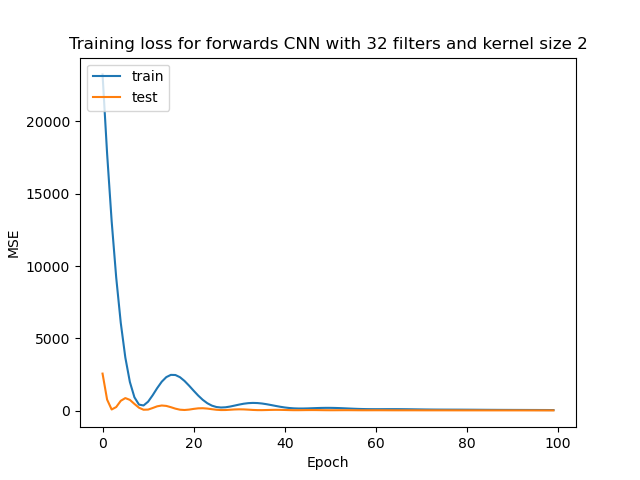 Training loss for forwards CNN with 32 filters and kernel size 2
train
test
20000
15000
10000
5000
0
MSE
0 20 40 60 80 100
Epoch